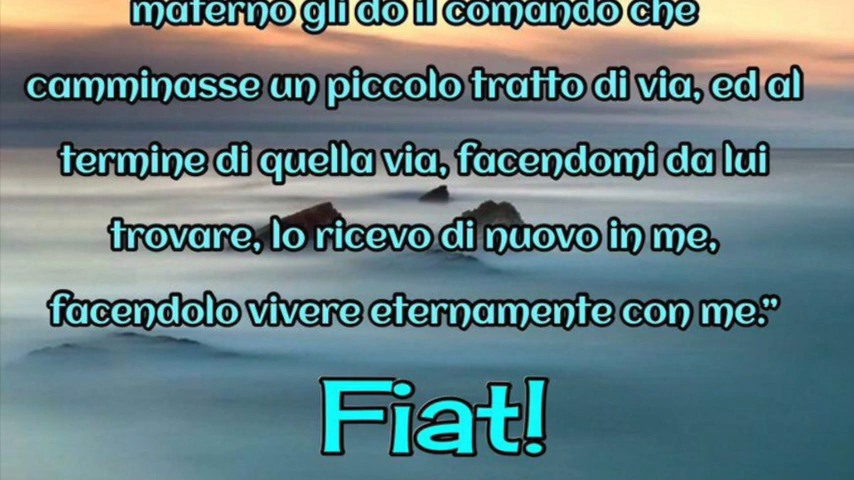 materno gli do il comando che
camminasse un piccolo tratto di via, ed al
termine di quella via, facendomi da lui
trovare, lo ricevo di nuovo in me,
facendolo vivere eternamente con me."
Fiat!